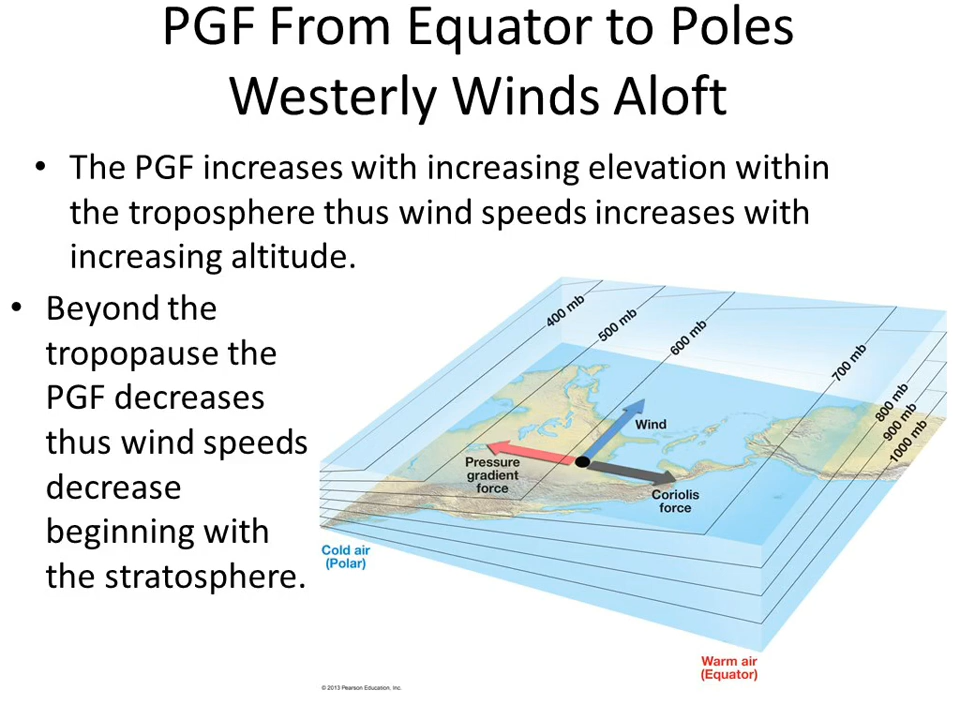 PGF From Equator to Poles
Westerly Winds Aloft
• The PGF increases with increasing elevation within
the troposphere thus wind speeds increases with
increasing altitude.
• Beyond the
tropopause the
PGF decreases
thus wind speeds
decrease
beginning with
the stratosphere.
400 mb
500 mb
600 mb
700 mb
800 mb
900 mb
1000 mb
Wind
Pressure
gradient
force
Coriolis
force
Cold air
(Polar)
Warm air
(Equator)
© 2013 Pearson Education, Inc.